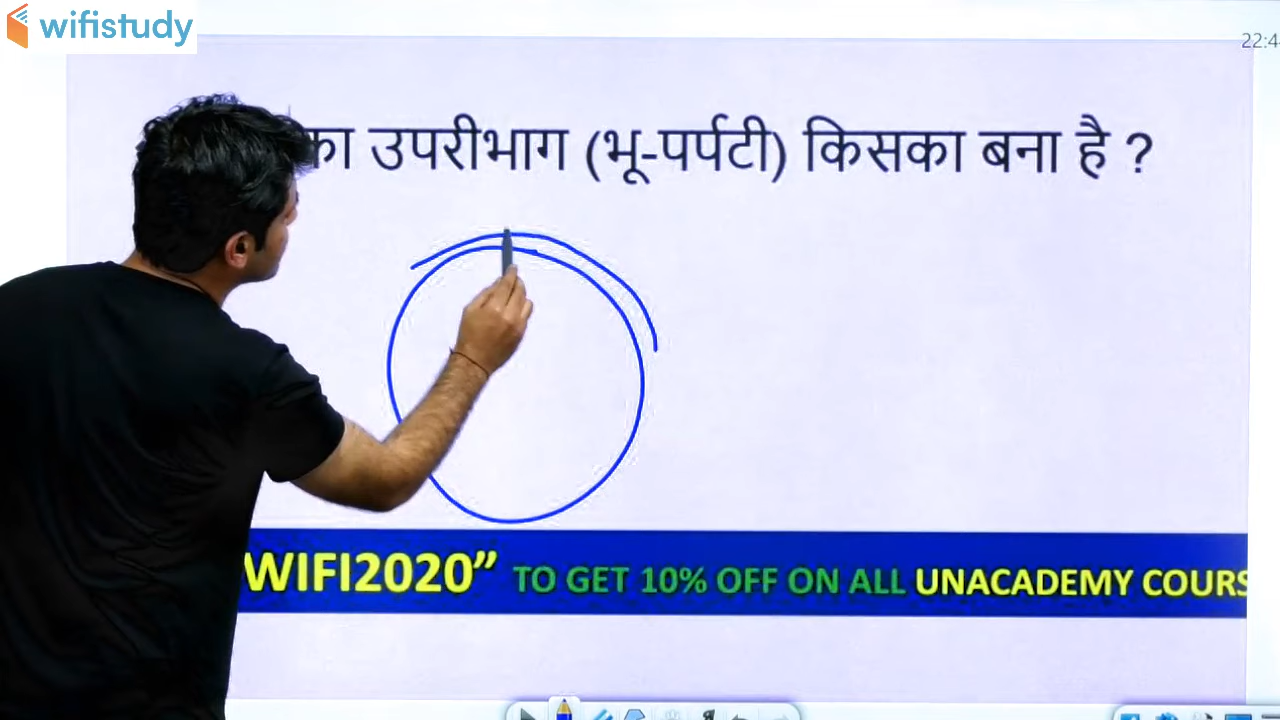 wifistudy
22:4
का उपरीभाग (भू-पर्पटी) किसका बना है ?
WIFI2020” TO GET 10% OFF ON ALL UNACADEMY COURS